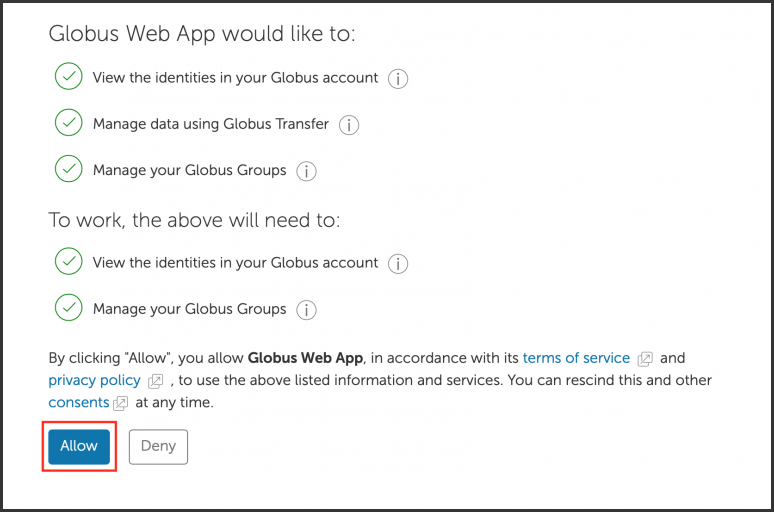 Globus Web App would like to:
View the identities in your Globus account
Manage data using Globus Transfer
Manage your Globus Groups
To work, the above will need to:
View the identities in your Globus account
Manage your Globus Groups
By clicking "Allow", you allow Globus Web App, in accordance with its terms of service and
privacy policy , to use the above listed information and services. You can rescind this and other
consents at any time.
Allow Deny